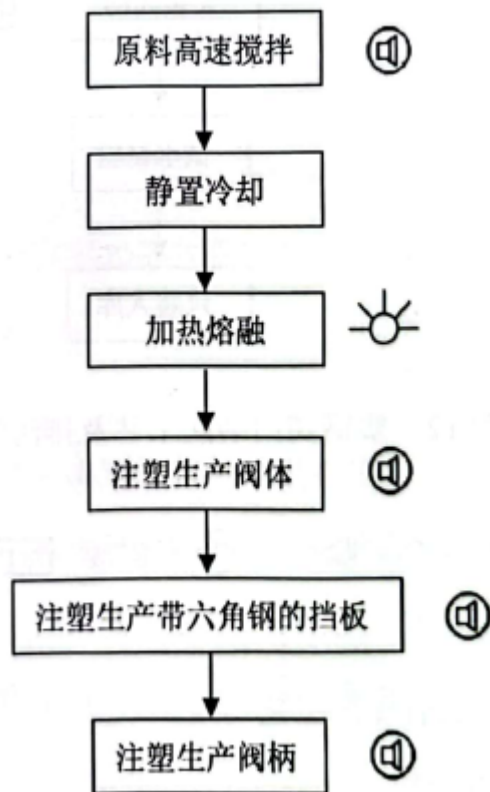 原料高速搅拌
静置冷却
加热熔融
注塑生产阀体
注塑生产带六角钢的挡板
注塑生产阀柄